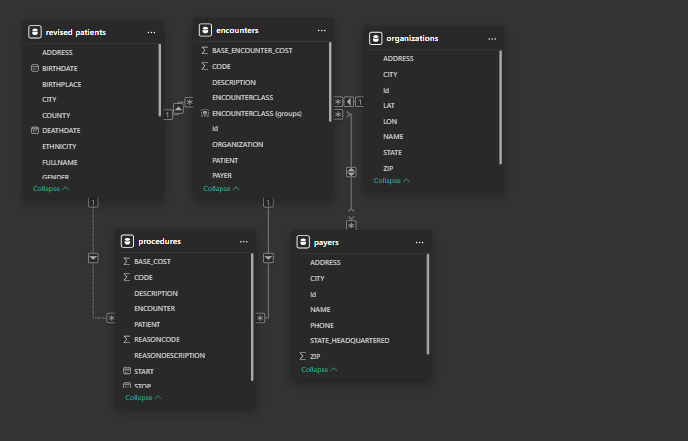 revised patients
...
ADDRESS
BIRTHDATE
BIRTHPLACE
CITY
COUNTY
DEATHDATE
ETHNICITY
FULLNAME
GENDER
Collapse
encounters
...
Σ BASE_ENCOUNTER_COST
Σ CODE
DESCRIPTION
ENCOUNTERCLASS
ENCOUNTERCLASS (groups)
Id
ORGANIZATION
PATIENT
PAYER
Collapse
organizations
...
ADDRESS
CITY
Id
LAT
LON
NAME
STATE
ZIP
Collapse
1
*
*
1
*
*
1
*
1
*
procedures
...
Σ BASE_COST
Σ CODE
DESCRIPTION
ENCOUNTER
PATIENT
Σ REASONCODE
REASONDESCRIPTION
START
STOP
Collapse
payers
...
ADDRESS
CITY
Id
NAME
PHONE
STATE_HEADQUARTERED
Σ ZIP
Collapse